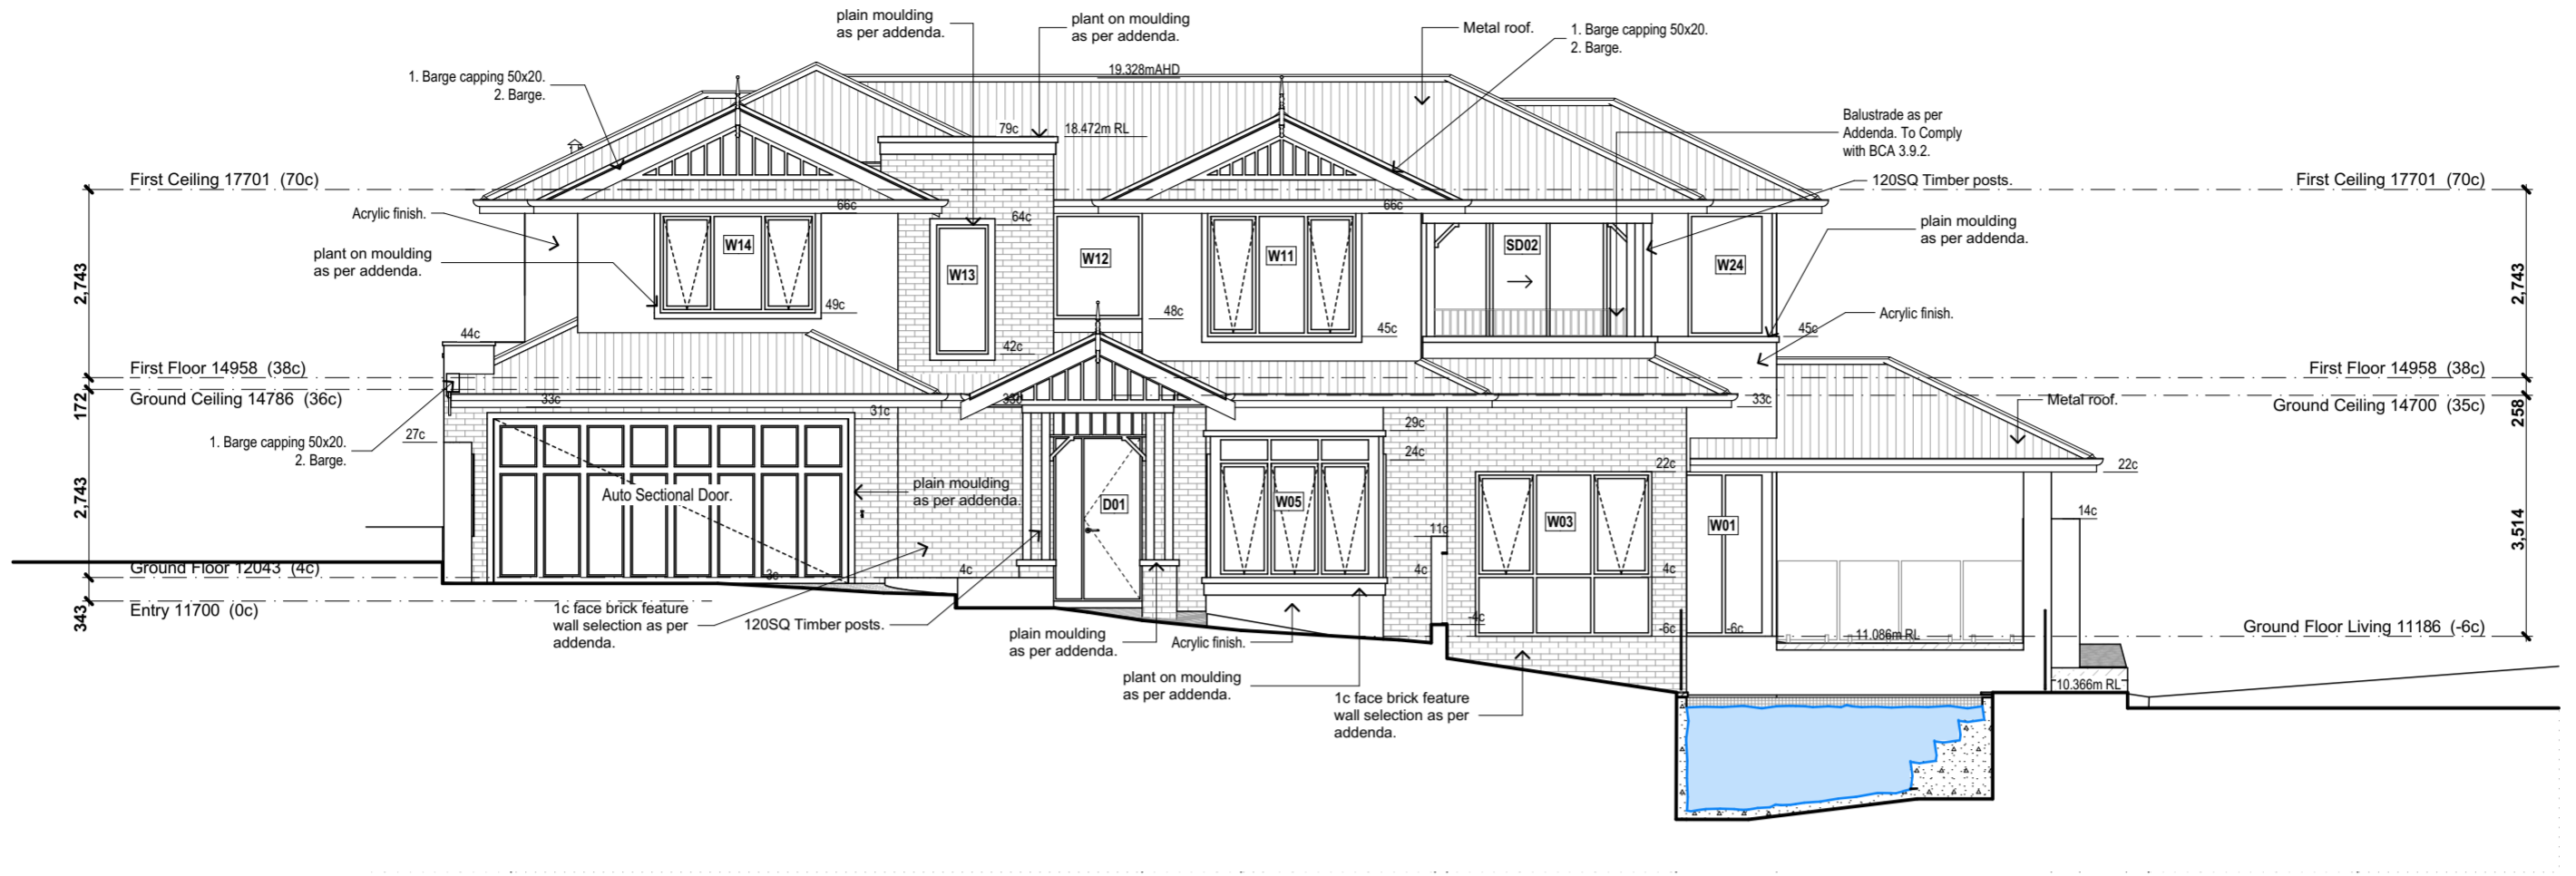 plain moulding
as per addenda.
plant on moulding
as per addenda.
Metal roof.
1. Barge capping 50x20.
2. Barge.
1. Barge capping 50x20.
2. Barge.
19.328mAHD
Balustrade as per
Addenda. To Comply
with BCA 3.9.2.
79c
18.472m RL
First Ceiling 17701 (70c)
120SQ Timber posts.
First Ceiling 17701 (70c)
Acrylic finish.
66c
64c
66c
plain moulding
as per addenda.
plant on moulding
as per addenda.
W14
W13
W12
W11
SD02
W24
2,743
2,743
49c
48c
45c
45c
Acrylic finish.
44c
42c
First Floor 14958 (38c)
First Floor 14958 (38c)
172
Ground Ceiling 14786 (36c)
33c
31c
33c
33c
Metal roof.
Ground Ceiling 14700 (35c)
258
1. Barge capping 50x20.
2. Barge.
27c
29c
24c
22c
22c
Auto Sectional Door.
plain moulding
as per addenda.
D01
W05
W03
W01
14c
11c
2,743
3,514
Ground Floor 12043 (4c)
3c
4c
4c
4c
343
Entry 11700 (0c)
1c face brick feature
wall selection as per
addenda.
120SQ Timber posts.
plain moulding
as per addenda.
Acrylic finish.
-4c
-6c
-6c
11.086m RL
Ground Floor Living 11186 (-6c)
plant on moulding
as per addenda.
1c face brick feature
wall selection as per
addenda.
10.366m RL